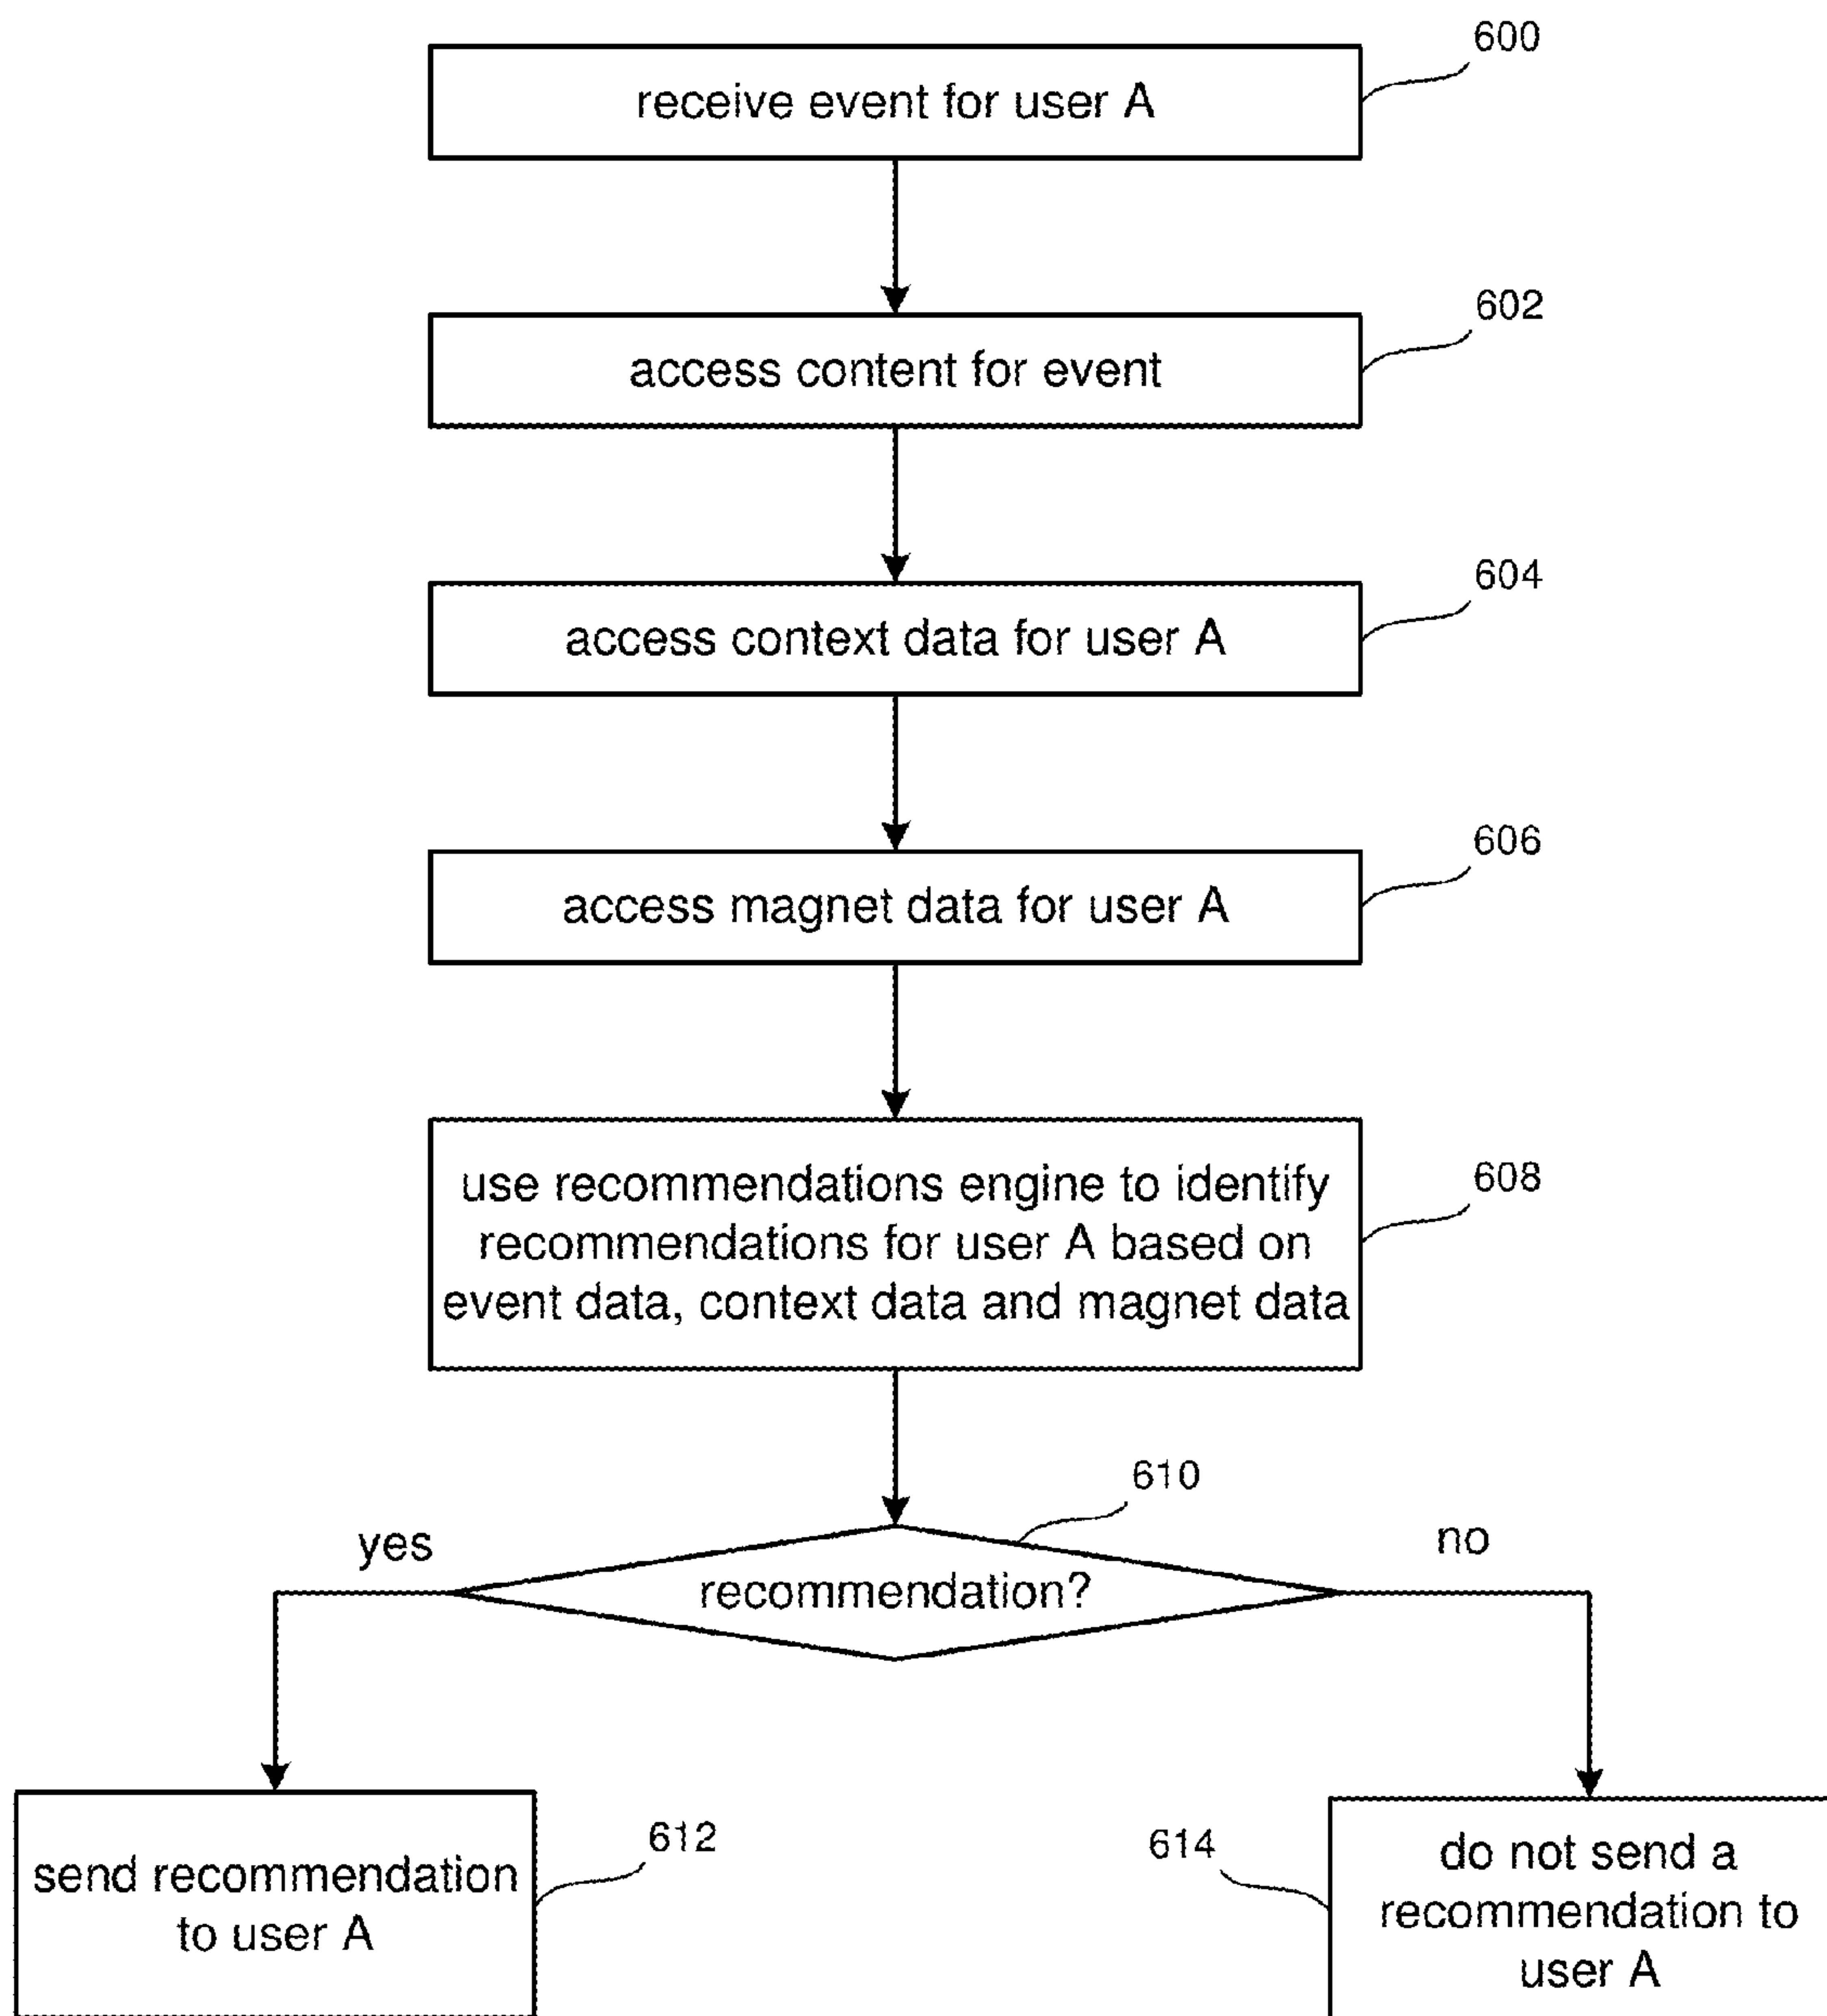 600
receive event for user A
602
access content for event
604
access context data for user A
606
access magnet data for user A
608
use recommendations engine to identify
recommendations for user A based on
event data, context data and magnet data
610
yes
no
recommendation?
612
send recommendation
to user A
614
do not send a
recommendation to
user A